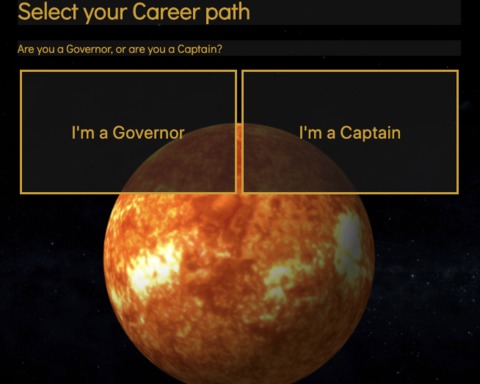 Select your Career path
Are you a Governor, or are you a Captain?
I'm a Governor
I'm a Captain